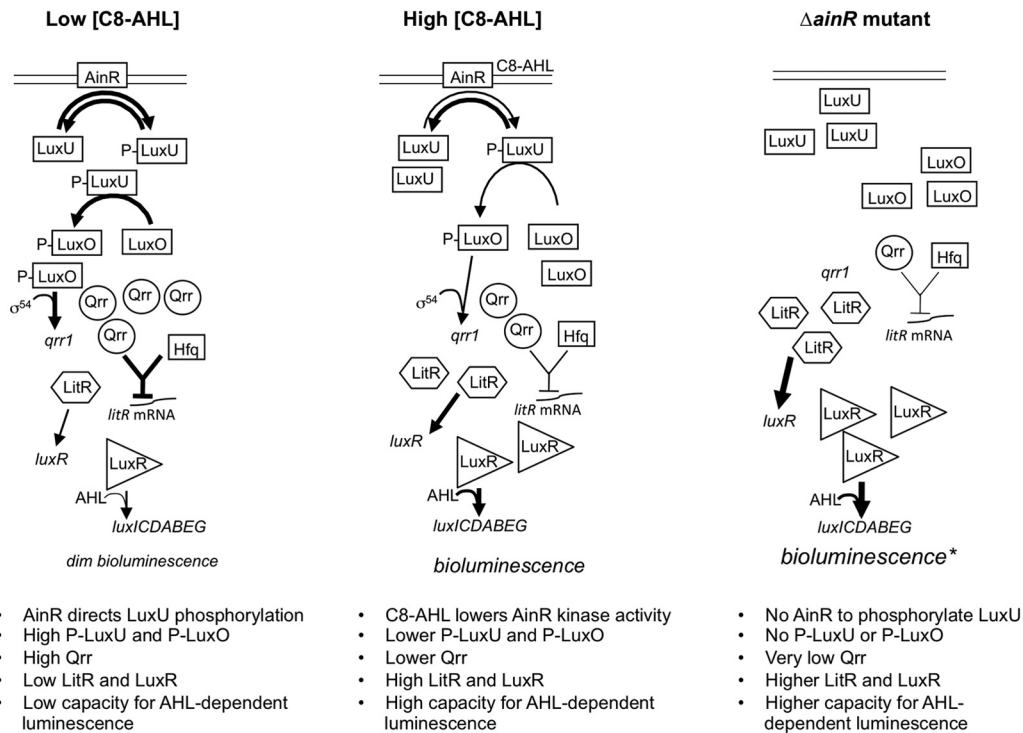 Low [C8-AHL]
AinR
LuxU
P-LuxU
P-LuxU
P-LuxO
LuxO
P-LuxO
σ54
qrr1
Qrr
Qrr
Qrr
Qrr
Hfq
LitR
litR mRNA
luxR
LuxR
AHL
luxICDABEG
dim bioluminescence
• AinR directs LuxU phosphorylation
• High P-LuxU and P-LuxO
• High Qrr
• Low LitR and LuxR
• Low capacity for AHL-dependent
luminescence
High [C8-AHL]
AinR
C8-AHL
LuxU
P-LuxU
LuxU
P-LuxO
LuxO
LuxO
σ54
qrr1
Qrr
Qrr
Hfq
LitR
LitR
litR mRNA
luxR
LuxR
LuxR
AHL
luxICDABEG
bioluminescence
• C8-AHL lowers AinR kinase activity
• Lower P-LuxU and P-LuxO
• Lower Qrr
• High LitR and LuxR
• High capacity for AHL-dependent
luminescence
ΔainR mutant
LuxU
LuxU
LuxU
LuxO
LuxO
LuxO
Qrr
Hfq
qrr1
LitR
LitR
LitR
litR mRNA
luxR
LuxR
LuxR
LuxR
AHL
luxICDABEG
bioluminescence*
• No AinR to phosphorylate LuxU
• No P-LuxU or P-LuxO
• Very low Qrr
• Higher LitR and LuxR
• Higher capacity for AHL-
dependent luminescence